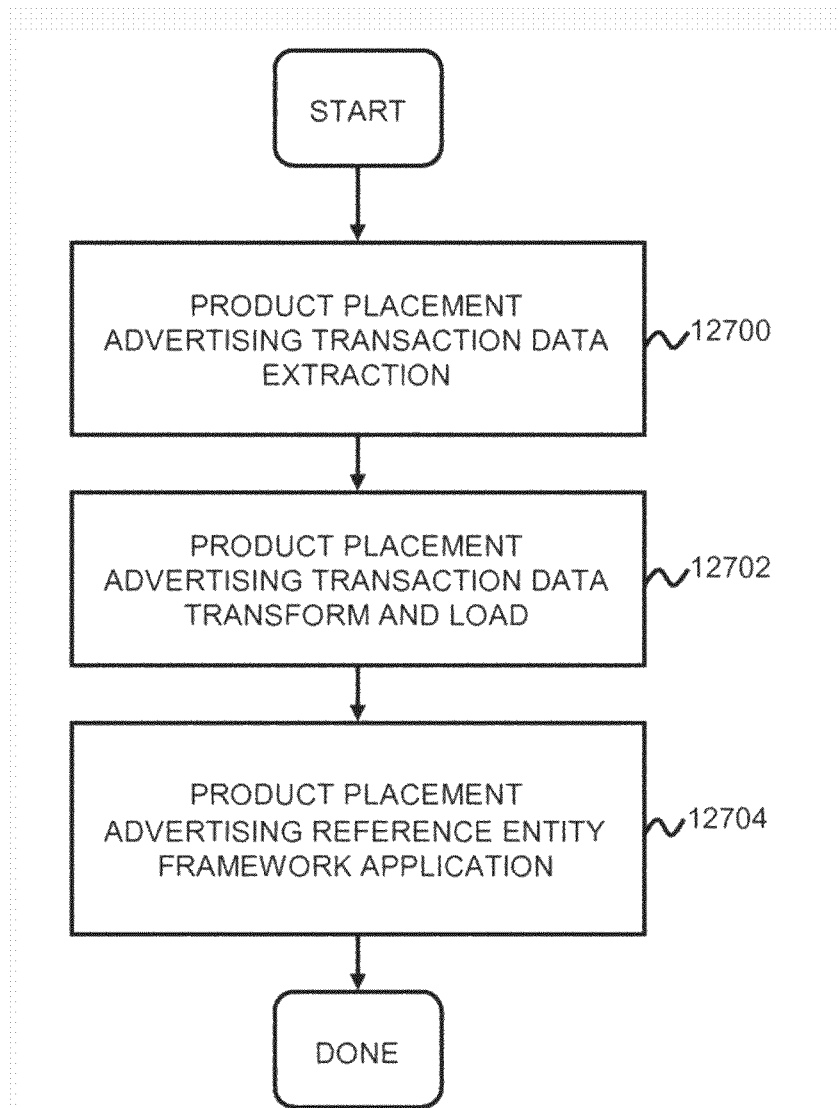 START
PRODUCT PLACEMENT
ADVERTISING TRANSACTION DATA
EXTRACTION
12700
PRODUCT PLACEMENT
ADVERTISING TRANSACTION DATA
TRANSFORM AND LOAD
12702
PRODUCT PLACEMENT
ADVERTISING REFERENCE ENTITY
FRAMEWORK APPLICATION
12704
DONE